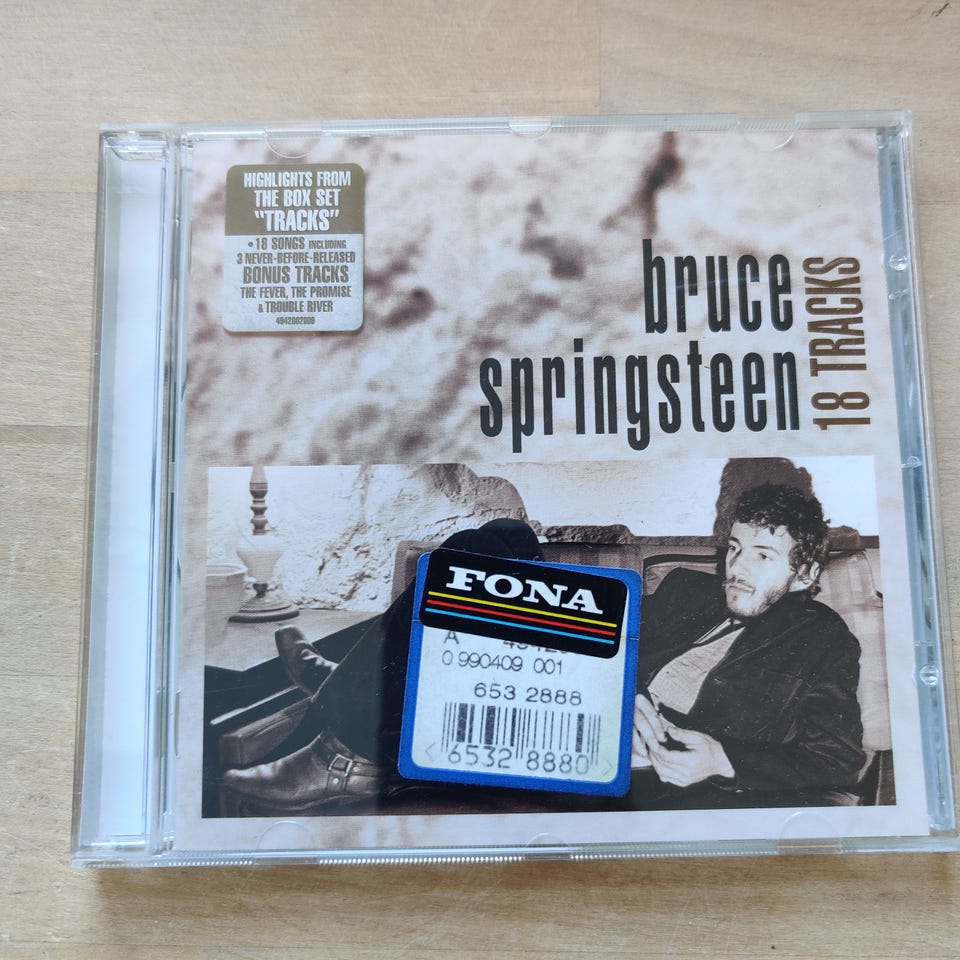 HIGHLIGHTS FROM
THE BOX SET
"TRACKS"
•18 SONGS INCLUDING
3 NEVER-BEFORE-RELEASED
BONUS TRACKS
THE FEVER, THE PROMISE
& TROUBLE RIVER
4942002009
bruce
springsteen
18 TRACKS
FONA
A
0 990409 001
653 2888
<6532 8880>